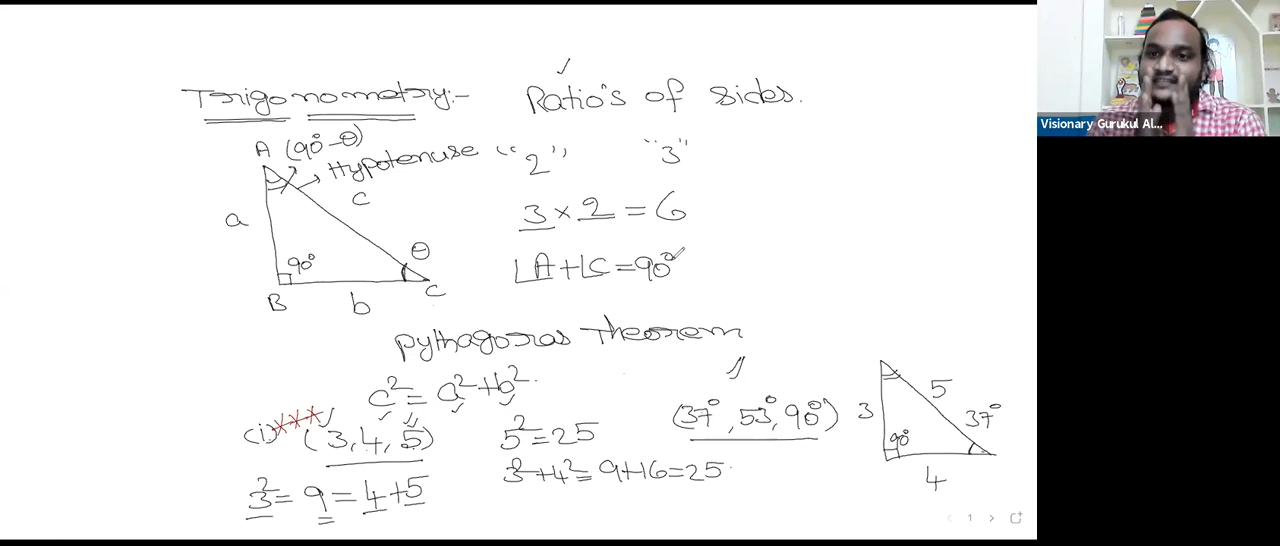 Trigonometry:- Ratio's of sides.
A (90°-θ)
Hypotenuse "2" "3"
a c
3 × 2 = 6
90° θ
∠A+∠C=90°
B b C
Pythagoras Theorem
c²=a²+b².
(i) xxx (3,4,5) 5²=25 (37°,53°,90°)
3²+4²=9+16=25
3²=9=4+5
3 5 37°
90°
4
Visionary Gurukul Al...
1